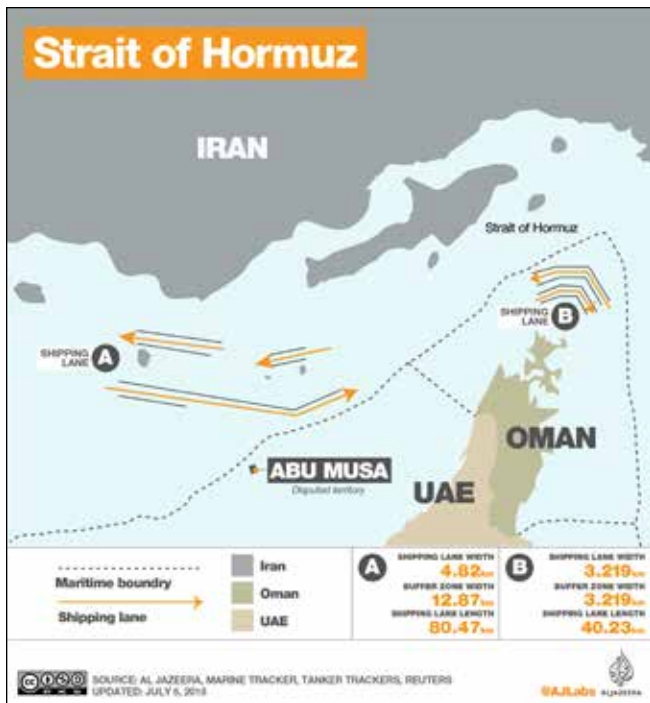 Strait of Hormuz
IRAN
Strait of Hormuz
SHIPPING
LANE
B
SHIPPING
LANE
A
OMAN
ABU MUSA
Disputed territory
UAE
Maritime boundry
Shipping lane
Iran
Oman
UAE
A
SHIPPING LANE WIDTH
4.82km
BUFFER ZONE WIDTH
12.87km
SHIPPING LANE LENGTH
80.47km
B
SHIPPING LANE WIDTH
3.219km
BUFFER ZONE WIDTH
3.219km
SHIPPING LANE LENGTH
40.23km
SOURCE: AL JAZEERA, MARINE TRACKER, TANKER TRACKERS, REUTERS
UPDATED: JULY 5, 2018
@AJLabs
ALJAZEERA